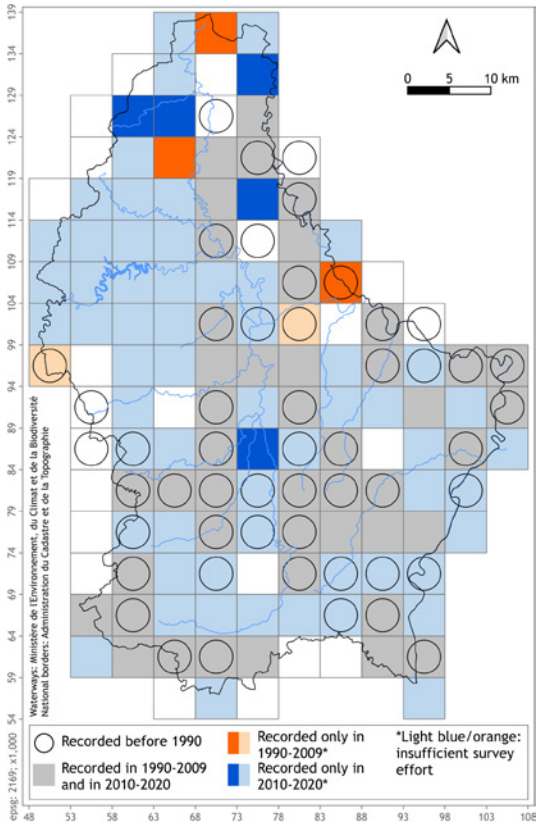 139
134
129
124
119
114
109
104
99
94
89
84
79
74
69
64
59
54
0 5 10 km
Waterways: Ministère de l'Environnement, du Climat et de la Biodiversité
National borders: Administration du Cadastre et de la Topographie
epsg: 2169; x1,000
Recorded before 1990
Recorded in 1990-2009
and in 2010-2020
Recorded only in
1990-2009*
Recorded only in
2010-2020*
*Light blue/orange:
insufficient survey
effort
48 53 58 63 68 73 78 83 88 93 98 103 108